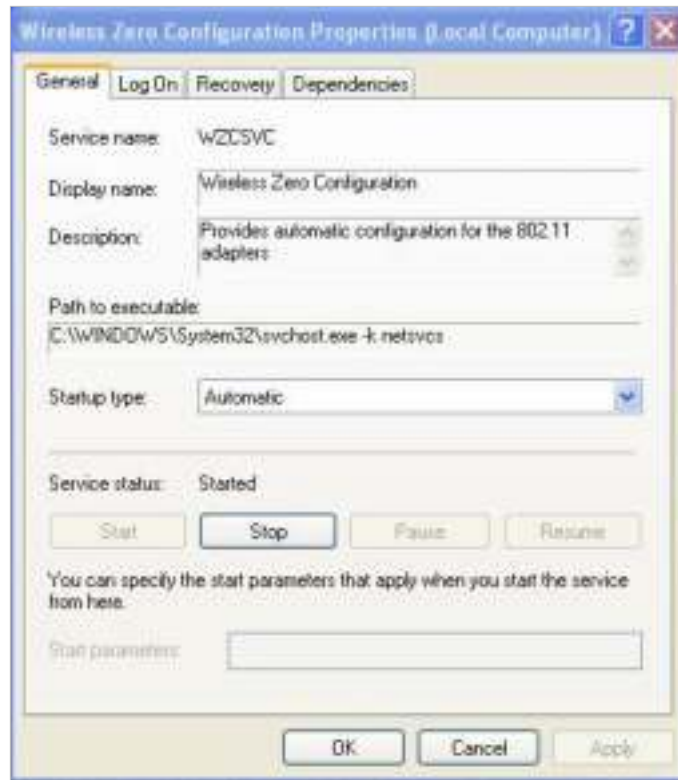 Wireless Zero Configuration Properties (Local Computer)
General Log On Recovery Dependencies
Service name: WZCSVC
Display name: Wireless Zero Configuration
Description: Provides automatic configuration for the 802.11
adapters
Path to executable:
C:\WINDOWS\System32\svchost.exe -k netsvcs
Startup type: Automatic
Service status: Started
Start Stop Pause Resume
You can specify the start parameters that apply when you start the service
from here.
Start parameters:
OK Cancel Apply